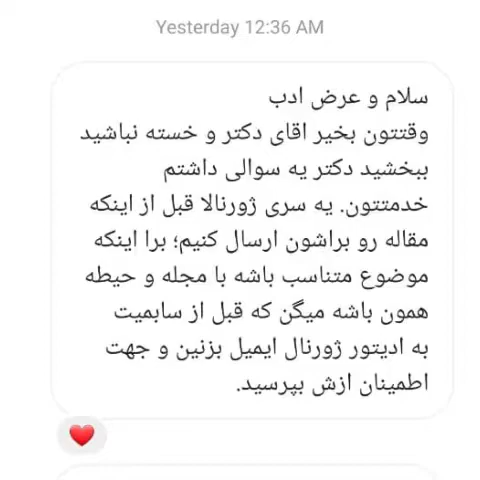 Yesterday 12:36 AM
سلام و عرض ادب
وقتتون بخیر اقای دکتر و خسته نباشید
ببخشید دکتر یه سوالی داشتم
خدمتتون. یه سری ژورنالا قبل از اینکه
مقاله رو براشون ارسال کنیم؛ برا اینکه
موضوع متناسب باشه با مجله و حیطه
همون باشه میگن که قبل از سابمیت
به ادیتور ژورنال ایمیل بزنین و جهت
اطمینان ازش بپرسید.